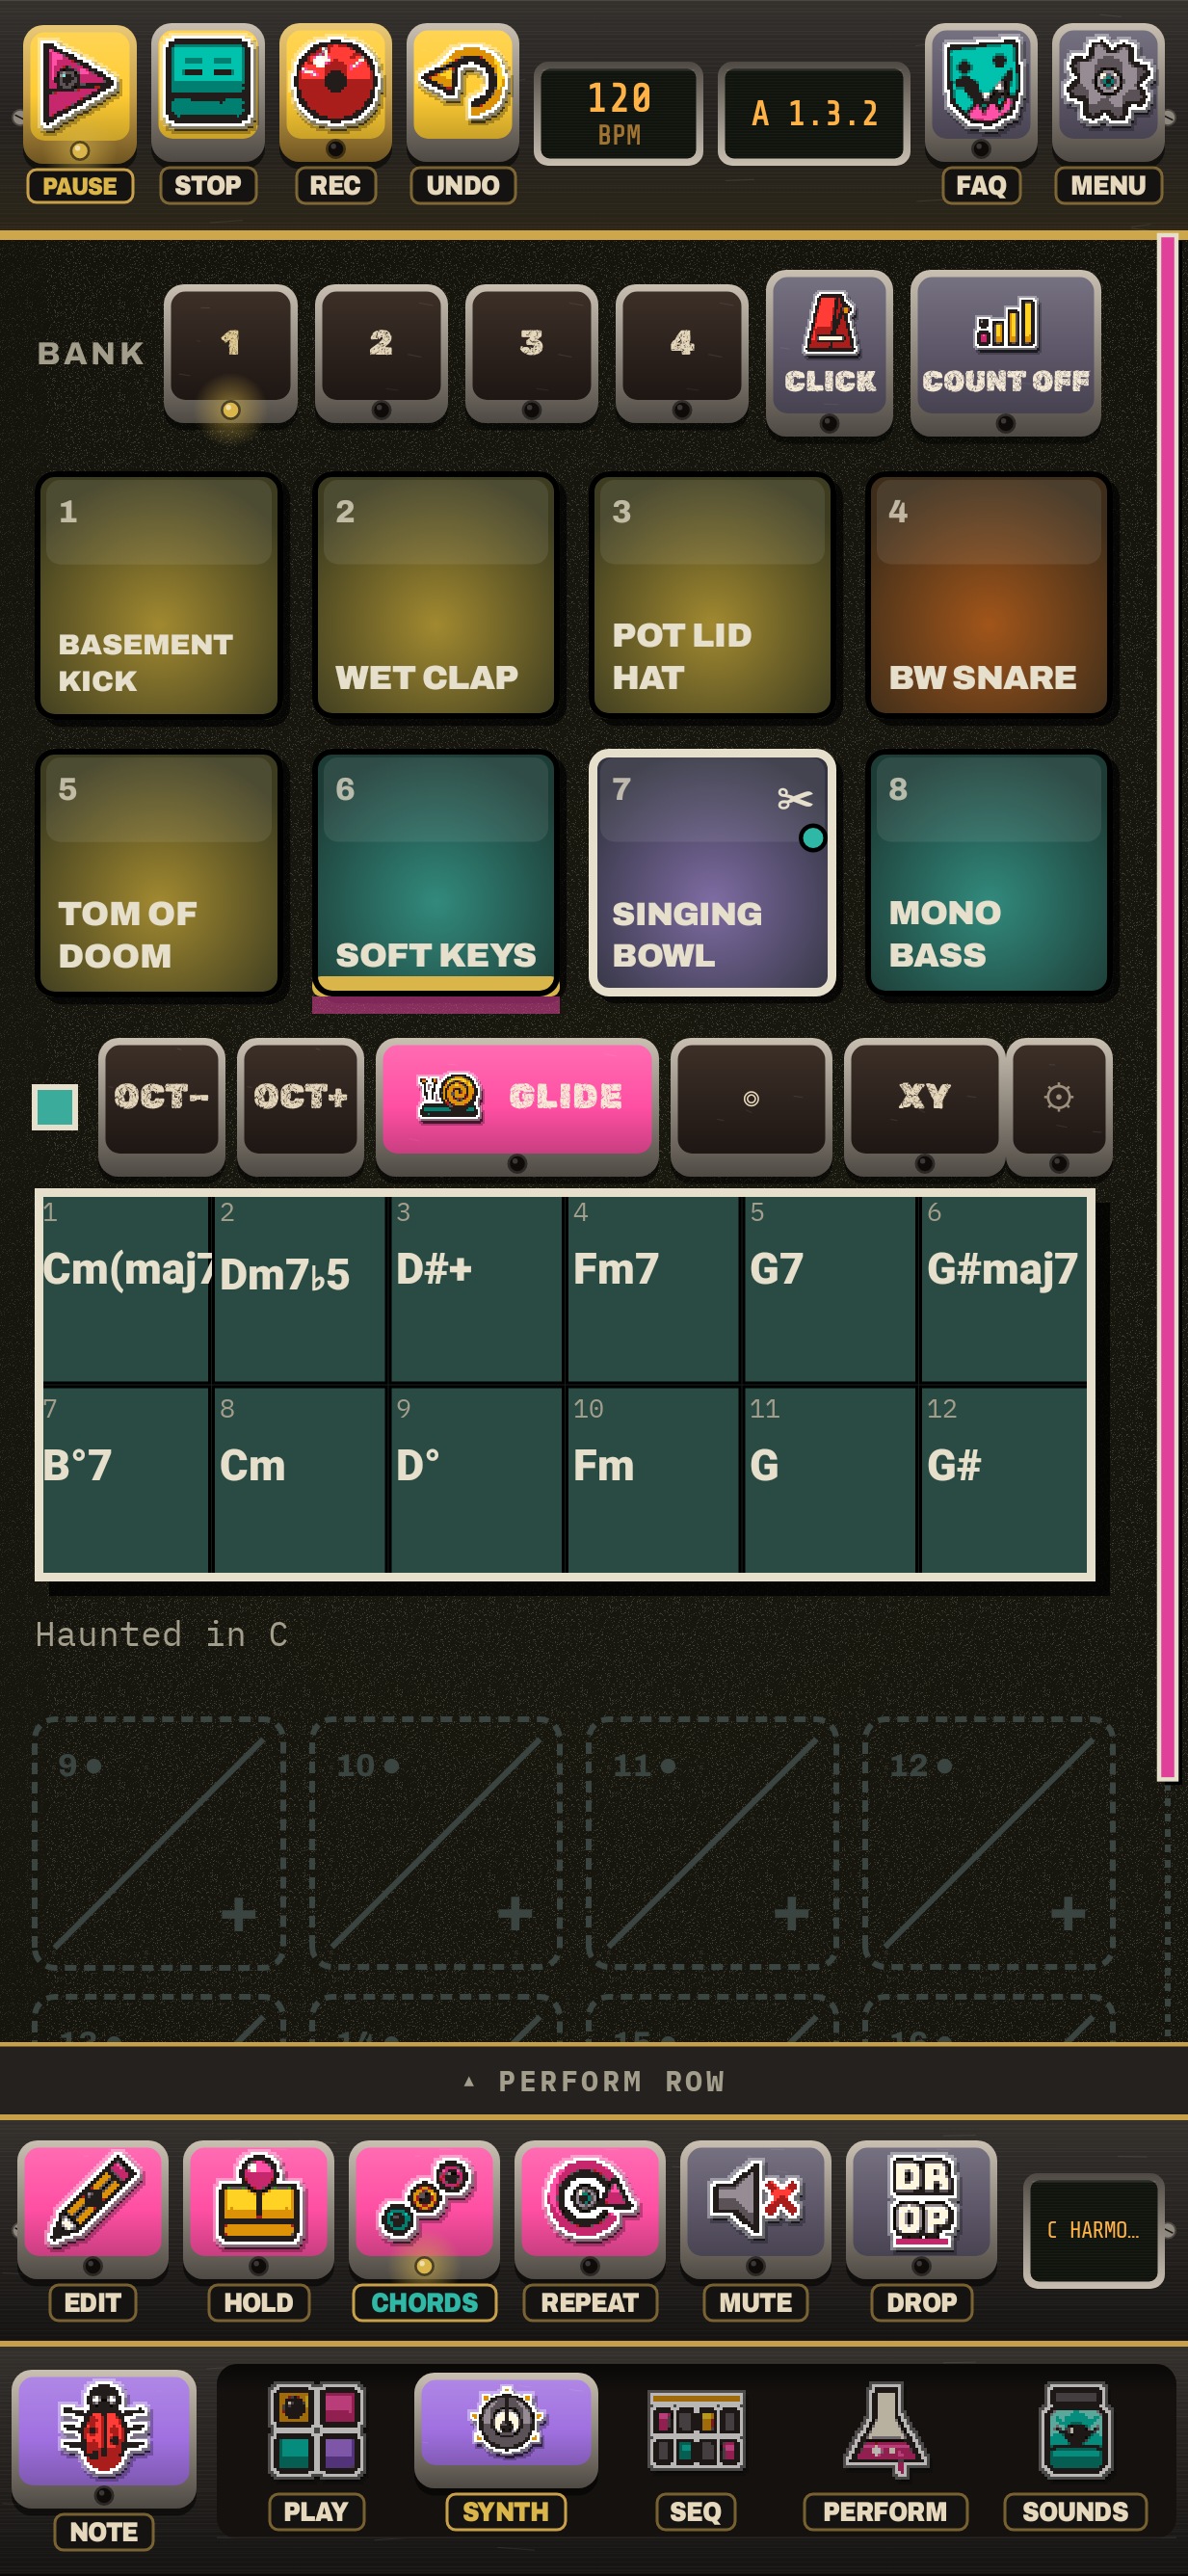 120
BPM
A 1.3.2
PAUSE
STOP
REC
UNDO
FAQ
MENU
BANK
1
2
3
4
CLICK
COUNT OFF
1
BASEMENT
KICK
2
WET CLAP
3
POT LID
HAT
4
BW SNARE
5
TOM OF
DOOM
6
SOFT KEYS
7
SINGING
BOWL
8
MONO
BASS
OCT-
OCT+
GLIDE
XY
1
Cm(maj7
2
Dm7♭5
3
D#+
4
Fm7
5
G7
6
G#maj7
7
B°7
8
Cm
9
D°
10
Fm
11
G
12
G#
Haunted in C
9
10
11
12
13
14
15
16
▲ PERFORM ROW
DR
OP
C HARMO…
EDIT
HOLD
CHORDS
REPEAT
MUTE
DROP
NOTE
PLAY
SYNTH
SEQ
PERFORM
SOUNDS